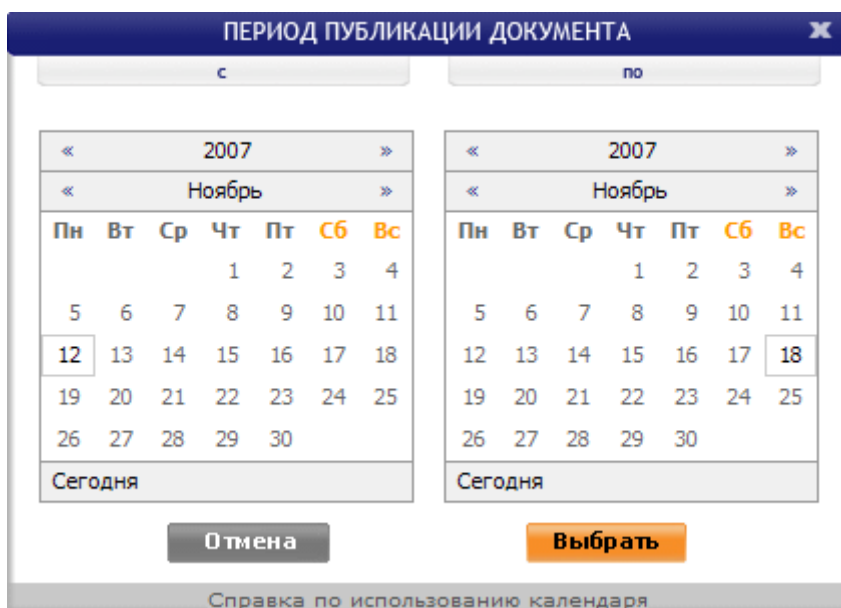 ПЕРИОД ПУБЛИКАЦИИ ДОКУМЕНТА x
с по
« 2007 » « 2007 »
« Ноябрь » « Ноябрь »
Пн Вт Ср Чт Пт Сб Вс Пн Вт Ср Чт Пт Сб Вс
1 2 3 4 1 2 3 4
5 6 7 8 9 10 11 5 6 7 8 9 10 11
12 13 14 15 16 17 18 12 13 14 15 16 17 18
19 20 21 22 23 24 25 19 20 21 22 23 24 25
26 27 28 29 30 26 27 28 29 30
Сегодня Сегодня
Отмена Выбрать
Справка по использованию календаря